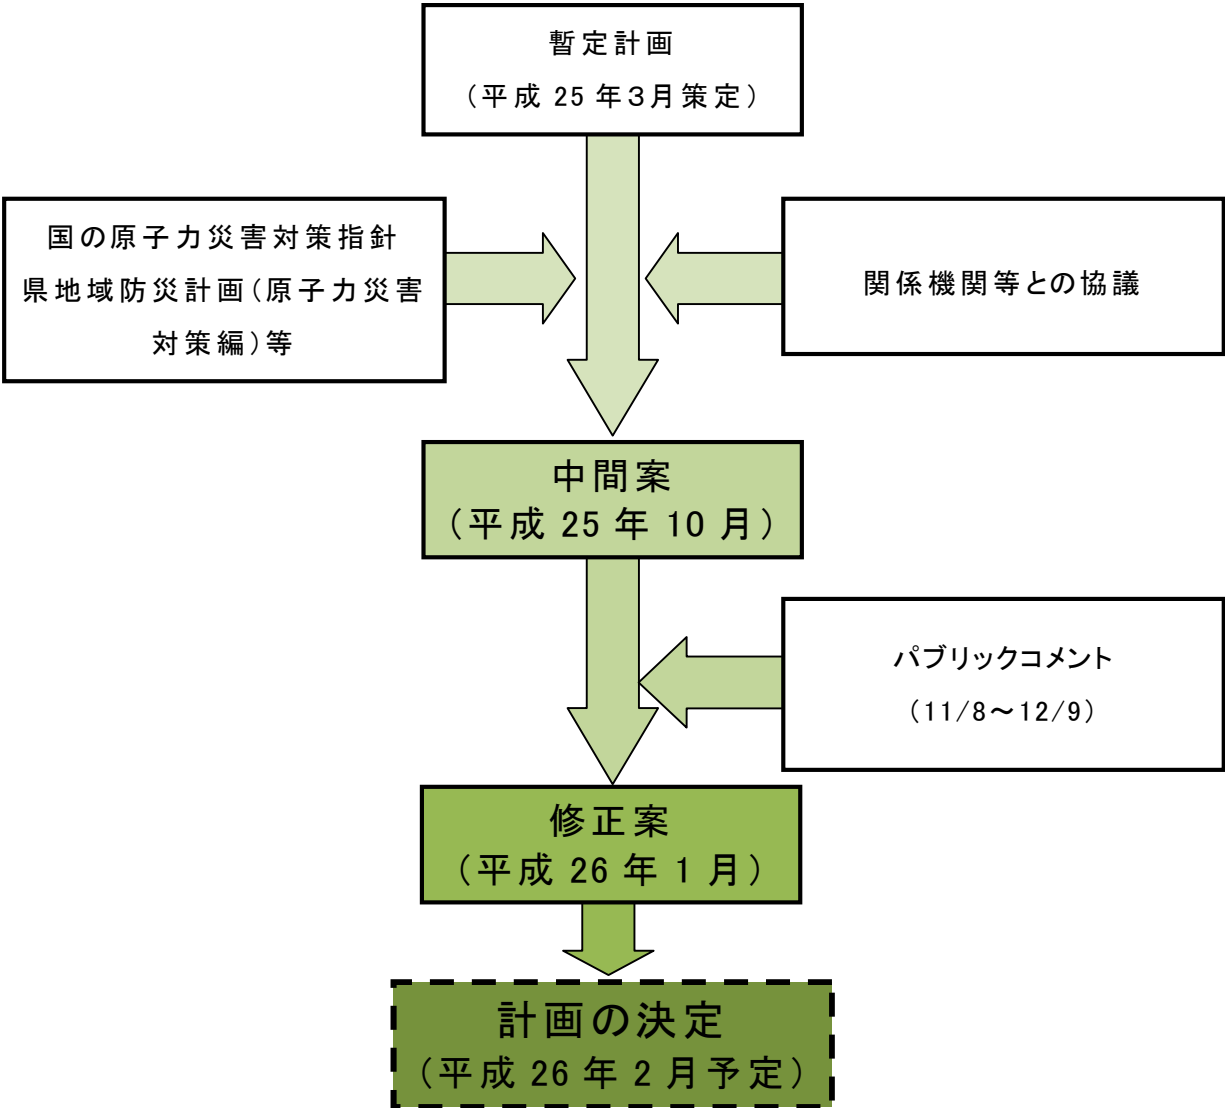 暫定計画
(平成 25 年3月策定)
国の原子力災害対策指針
県地域防災計画(原子力災害
対策編)等
関係機関等との協議
中間案
(平成 25 年 10 月)
パブリックコメント
(11/8～12/9)
修正案
(平成 26 年 1 月)
計画の決定
(平成 26 年 2 月予定)